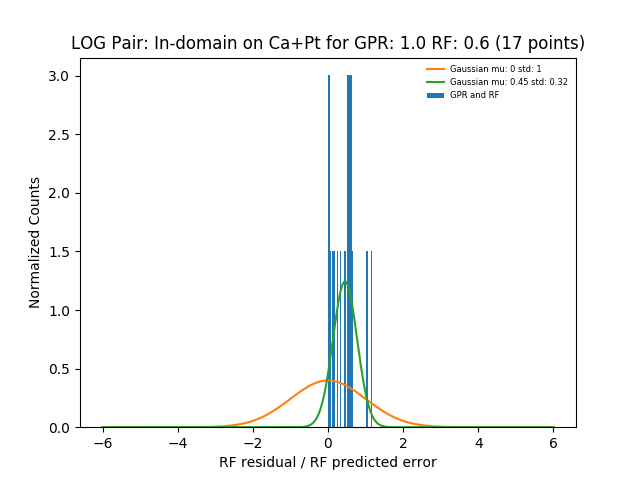 LOG Pair: In-domain on Ca+Pt for GPR: 1.0 RF: 0.6 (17 points)
Gaussian mu: 0 std: 1
Gaussian mu: 0.45 std: 0.32
GPR and RF
Normalized Counts
3.0
2.5
2.0
1.5
1.0
0.5
0.0
−6 −4 −2 0 2 4 6
RF residual / RF predicted error